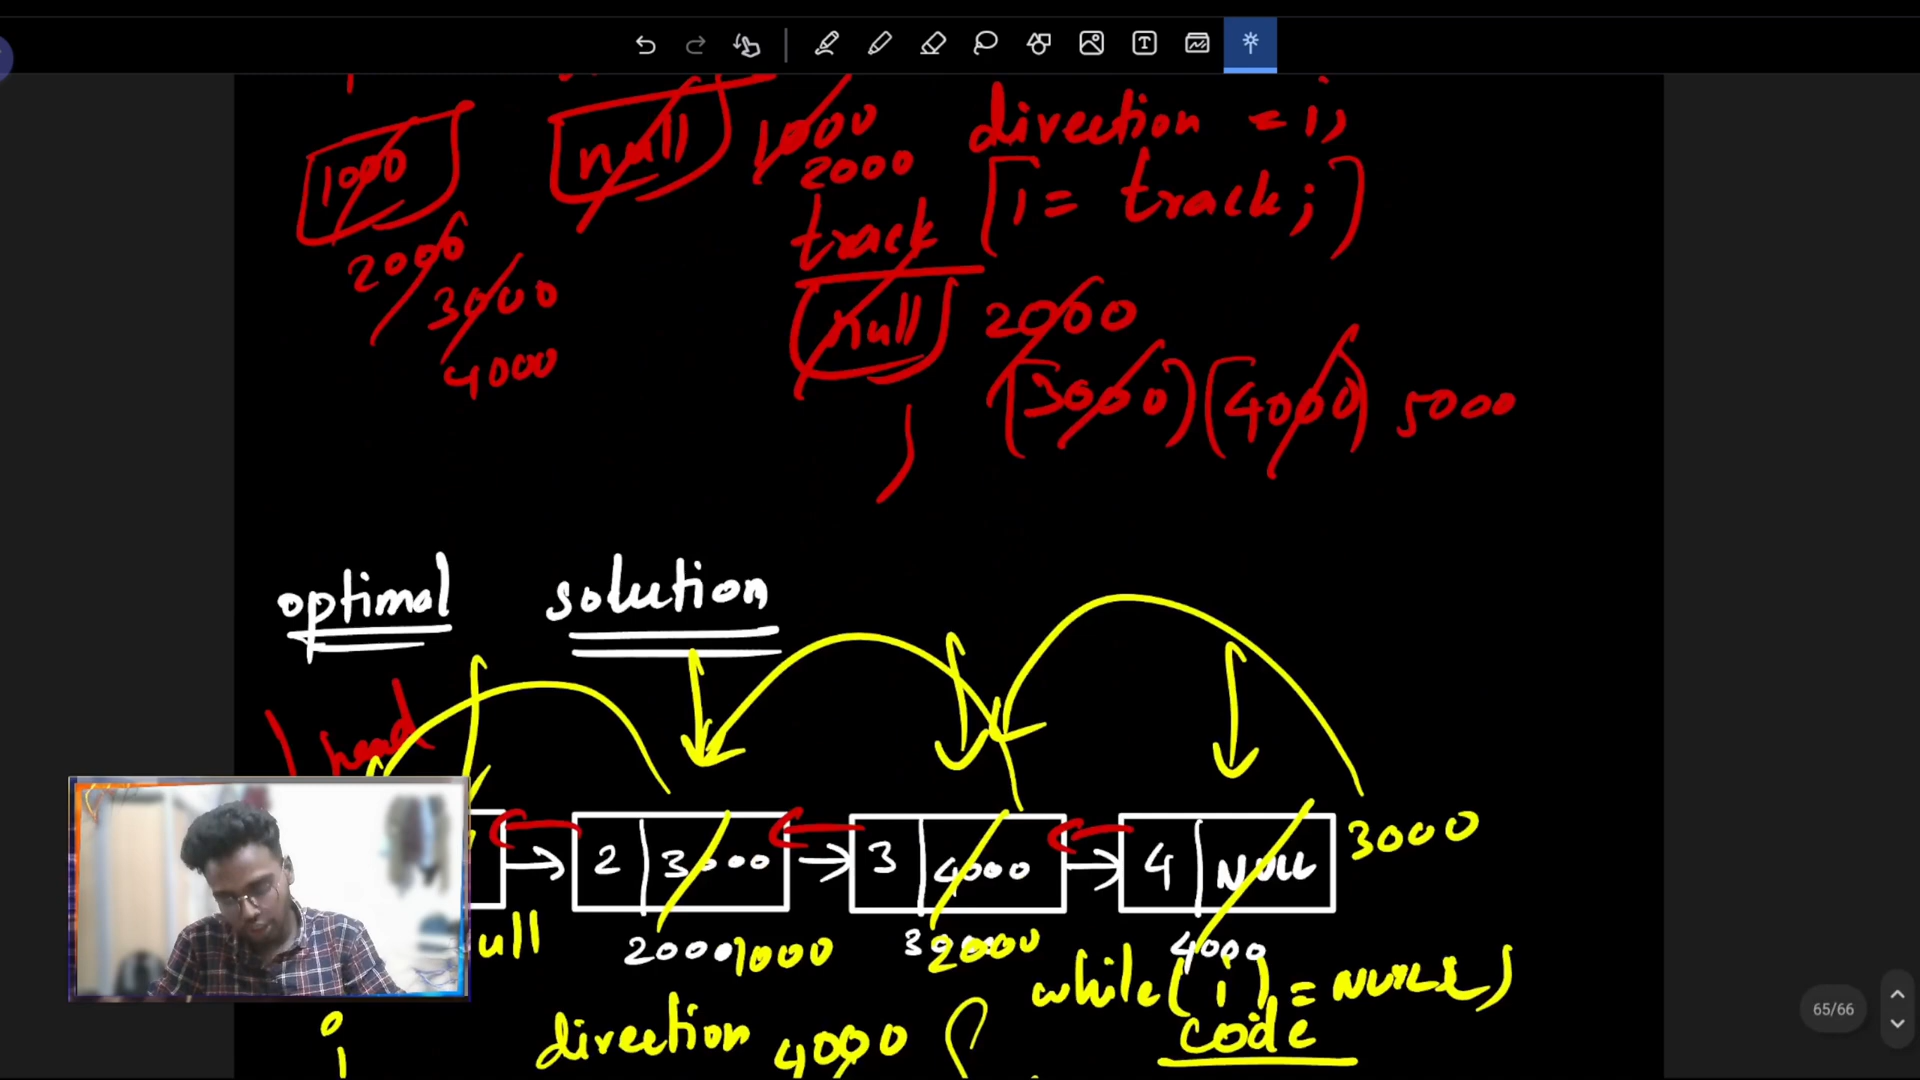 1000
null
1000
direction = i;
2000
track
i = track;
2000
3000
4000
null
2000
3000
4000
5000
optimal solution
head
2 3000
3 4000
4 NULL
3000
ull
2000 1000
2000
4000
while(i != NULL)
i
direction 4000
code
65/66